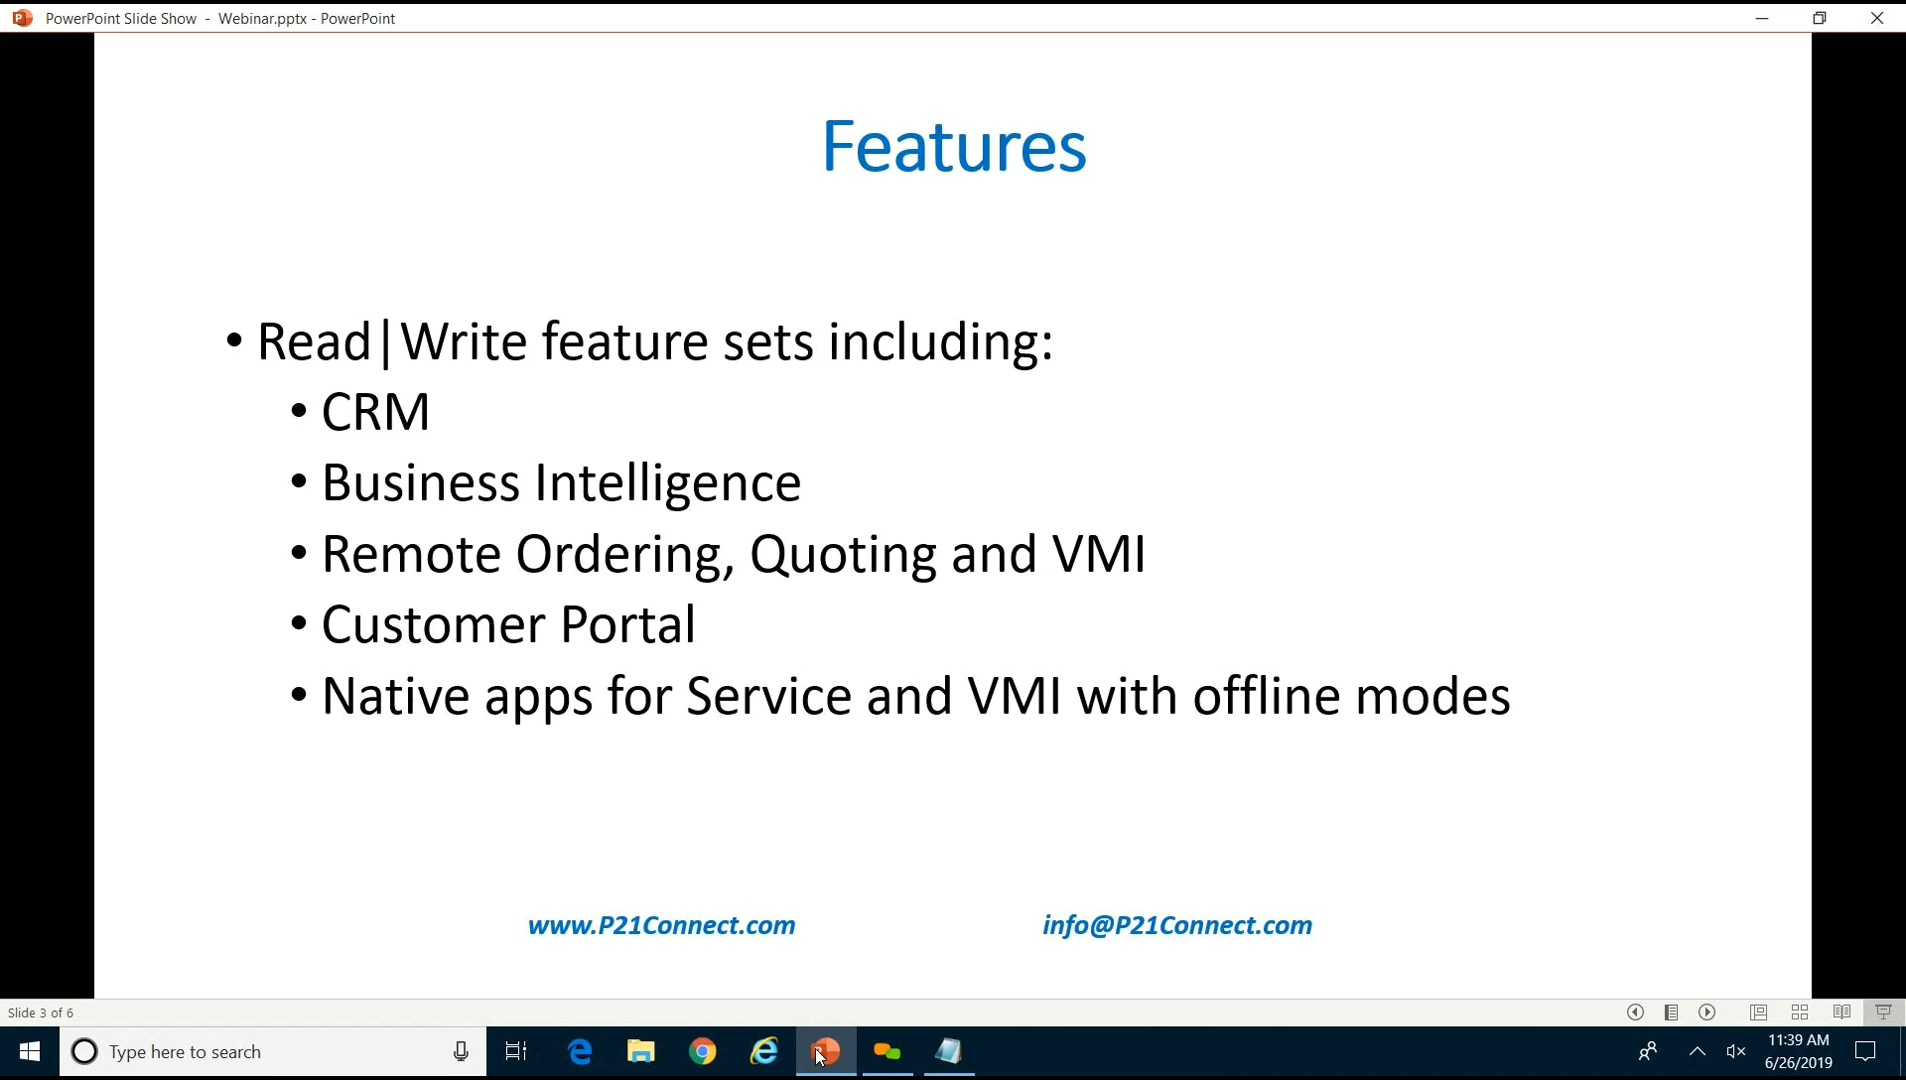 PowerPoint Slide Show - Webinar.pptx - PowerPoint
Features
• Read|Write feature sets including:
• CRM
• Business Intelligence
• Remote Ordering, Quoting and VMI
• Customer Portal
• Native apps for Service and VMI with offline modes
www.P21Connect.com
info@P21Connect.com
Slide 3 of 6
Type here to search
11:39 AM
6/26/2019